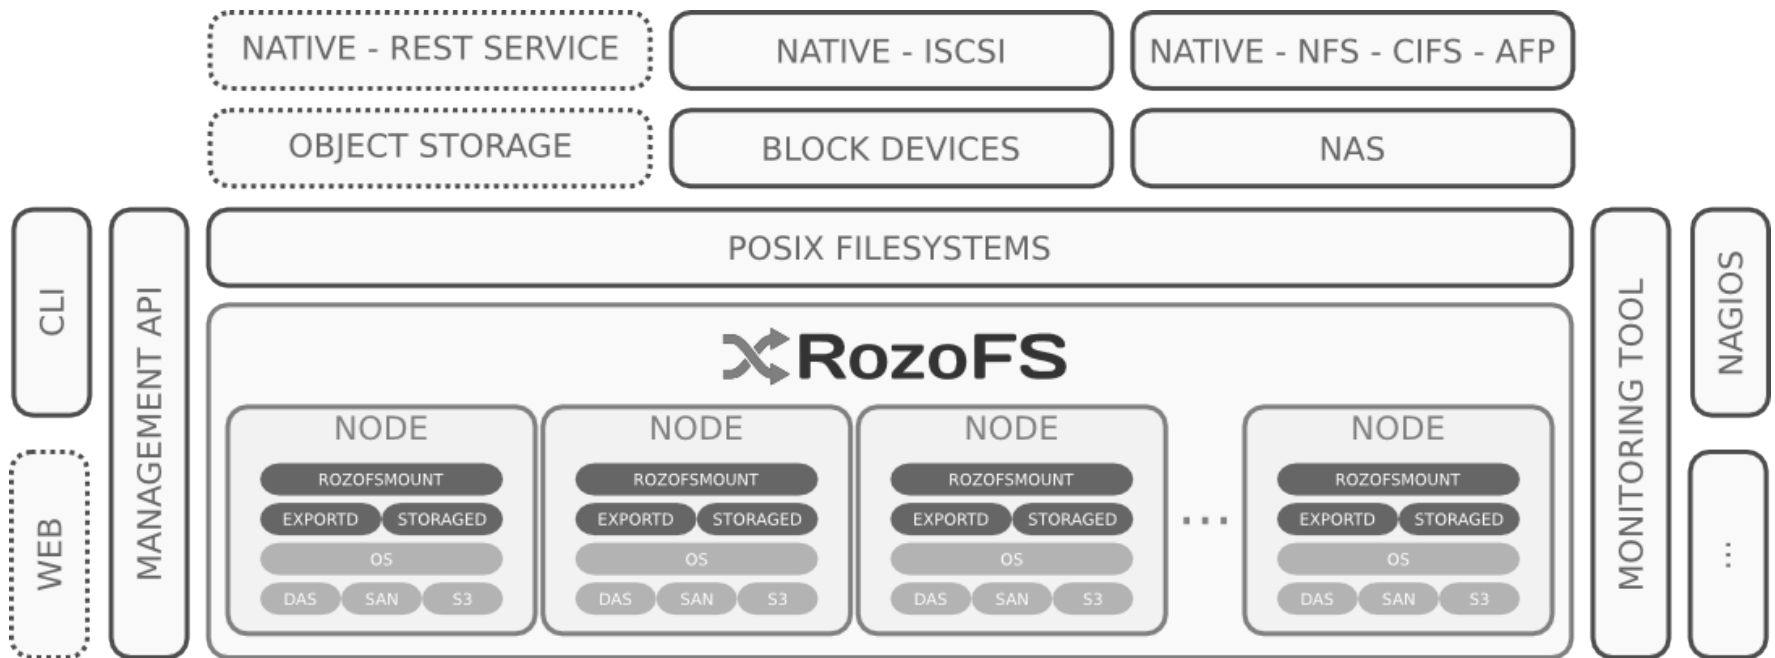 NATIVE - REST SERVICE
NATIVE - ISCSI
NATIVE - NFS - CIFS - AFP
OBJECT STORAGE
BLOCK DEVICES
NAS
CLI
WEB
MANAGEMENT API
POSIX FILESYSTEMS
RozoFS
NODE
ROZOFSMOUNT
EXPORTD STORAGED
OS
DAS SAN S3
NODE
ROZOFSMOUNT
EXPORTD STORAGED
OS
DAS SAN S3
NODE
ROZOFSMOUNT
EXPORTD STORAGED
OS
DAS SAN S3
...
NODE
ROZOFSMOUNT
EXPORTD STORAGED
OS
DAS SAN S3
MONITORING TOOL
NAGIOS
...